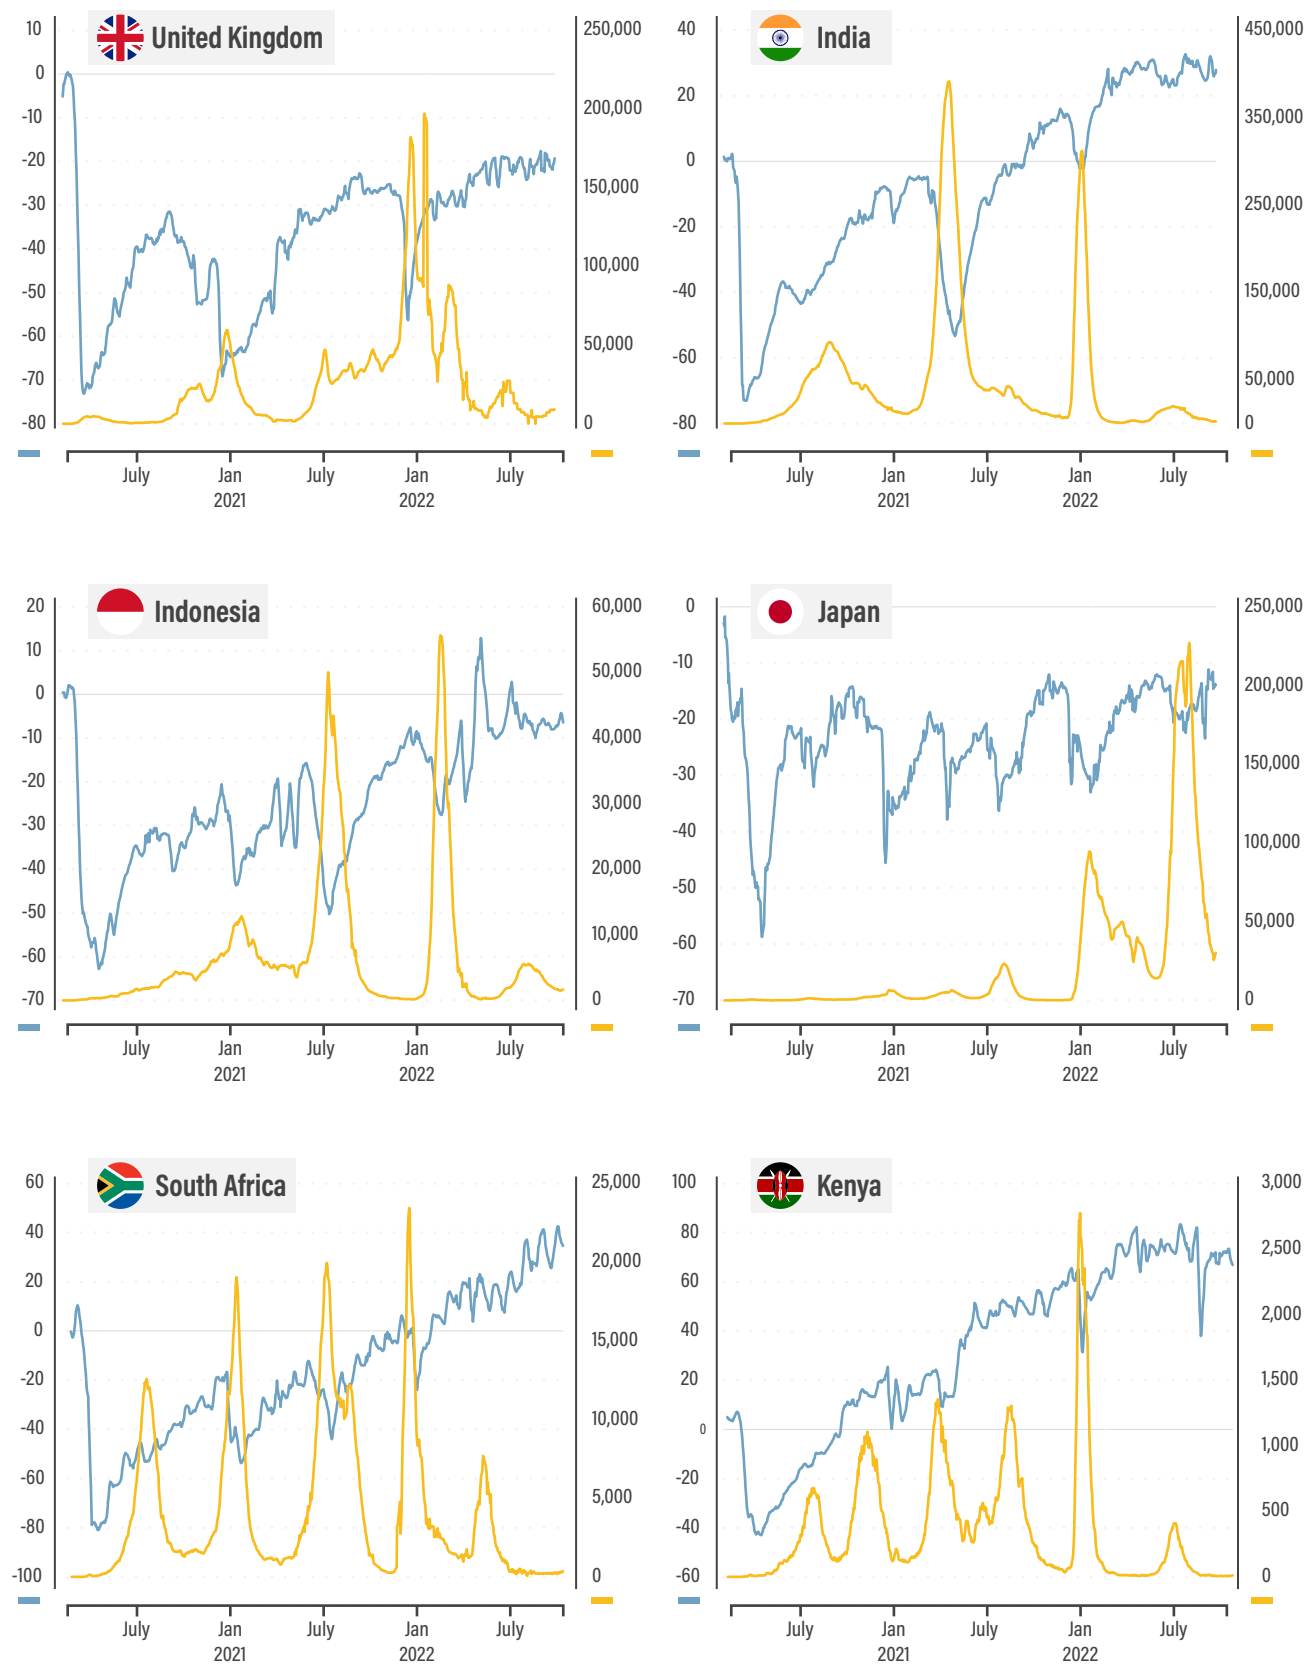 United Kingdom
10
0
-10
-20
-30
-40
-50
-60
-70
-80
250,000
200,000
150,000
100,000
50,000
0
July
Jan
2021
July
Jan
2022
July
India
40
20
0
-20
-40
-60
-80
450,000
350,000
250,000
150,000
50,000
0
July
Jan
2021
July
Jan
2022
July
Indonesia
20
10
0
-10
-20
-30
-40
-50
-60
-70
60,000
50,000
40,000
30,000
20,000
10,000
0
July
Jan
2021
July
Jan
2022
July
Japan
0
-10
-20
-30
-40
-50
-60
-70
250,000
200,000
150,000
100,000
50,000
0
July
Jan
2021
July
Jan
2022
July
South Africa
60
40
20
0
-20
-40
-60
-80
-100
25,000
20,000
15,000
10,000
5,000
0
July
Jan
2021
July
Jan
2022
July
Kenya
100
80
60
40
20
0
-20
-40
-60
3,000
2,500
2,000
1,500
1,000
500
0
July
Jan
2021
July
Jan
2022
July